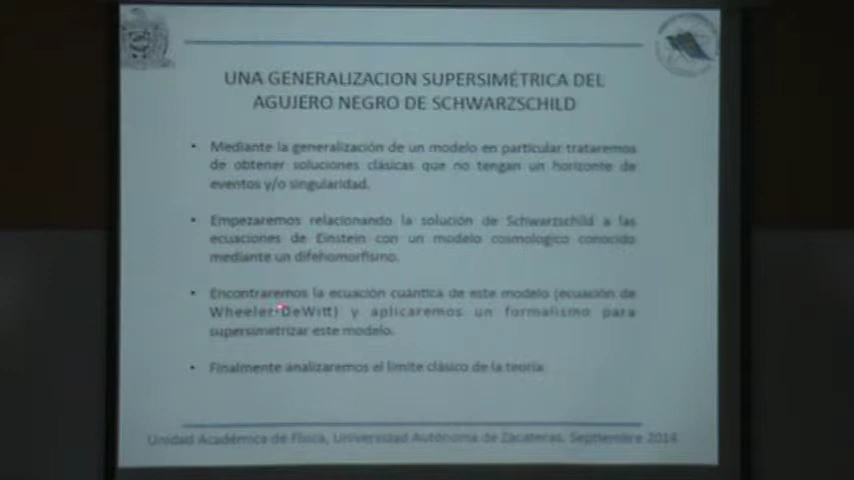 UNA GENERALIZACION SUPERSIMÉTRICA DEL
AGUJERO NEGRO DE SCHWARZSCHILD
• Mediante la generalización de un modelo en particular trataremos
de obtener soluciones clásicas que no tengan un horizonte de
eventos y/o singularidad.
• Empezaremos relacionando la solución de Schwarzschild a las
ecuaciones de Einstein con un modelo cosmologico conocido
mediante un difehomorfismo.
• Encontraremos la ecuación cuántica de este modelo (ecuación de
Wheeler-DeWitt) y aplicaremos un formalismo para
supersimetrizar este modelo.
• Finalmente analizaremos el limite clásico de la teoría
Unidad Académica de Física, Universidad Autónoma de Zacatecas. Septiembre 2014